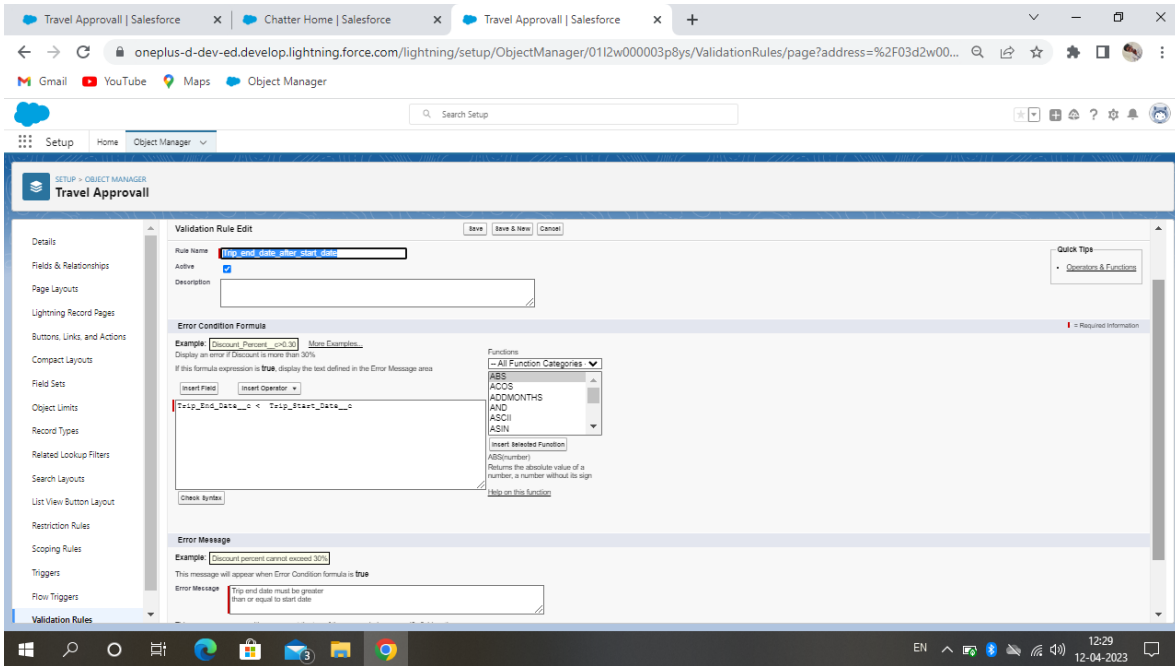 Travel Approvall | Salesforce
Chatter Home | Salesforce
Travel Approvall | Salesforce
oneplus-d-dev-ed.develop.lightning.force.com/lightning/setup/ObjectManager/01I2w000003p8ys/ValidationRules/page?address=%2F03d2w00...
Gmail YouTube Maps Object Manager
Search Setup
Setup Home Object Manager
SETUP > OBJECT MANAGER
Travel Approvall
Details
Fields & Relationships
Page Layouts
Lightning Record Pages
Buttons, Links, and Actions
Compact Layouts
Field Sets
Object Limits
Record Types
Related Lookup Filters
Search Layouts
List View Button Layout
Restriction Rules
Scoping Rules
Triggers
Flow Triggers
Validation Rules
Validation Rule Edit Save Save & New Cancel
Rule Name Trip_end_date_after_start_date
Active
Description
Quick Tips
• Operators & Functions
Error Condition Formula = Required Information
Example: Discount_Percent__c>0.30 More Examples...
Display an error if Discount is more than 30%
If this formula expression is true, display the text defined in the Error Message area
Insert Field Insert Operator
Trip_End_Date__c < Trip_Start_Date__c
Check Syntax
Functions
-- All Function Categories
ABS
ACOS
ADDMONTHS
AND
ASCII
ASIN
Insert Selected Function
ABS(number)
Returns the absolute value of a
number, a number without its sign
Help on this function
Error Message
Example: Discount percent cannot exceed 30%
This message will appear when Error Condition formula is true
Error Message Trip end date must be greater
than or equal to start date
3
EN
12:29
12-04-2023